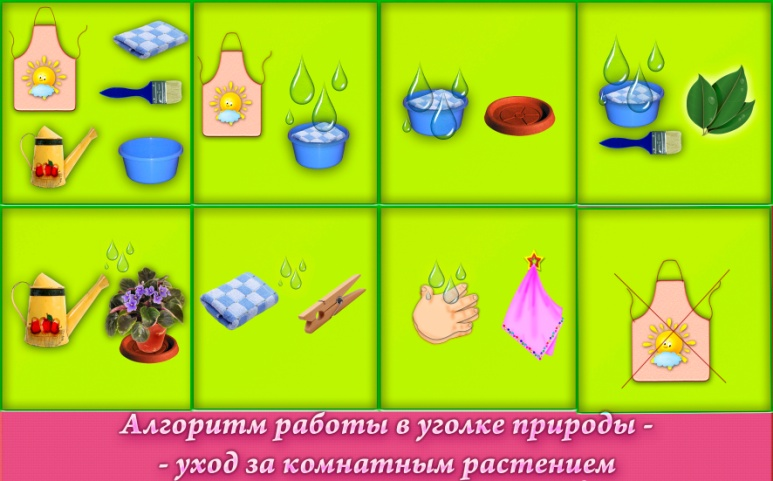 Алгоритм работы в уголке природы -
- уход за комнатным растением